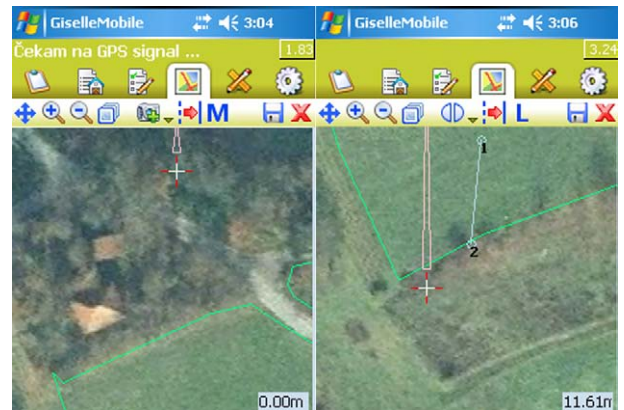 GiselleMobile 3:04
Čekam na GPS signal ... 1.83
M
0.00m
GiselleMobile 3:06
3.24
L
1
2
11.61m